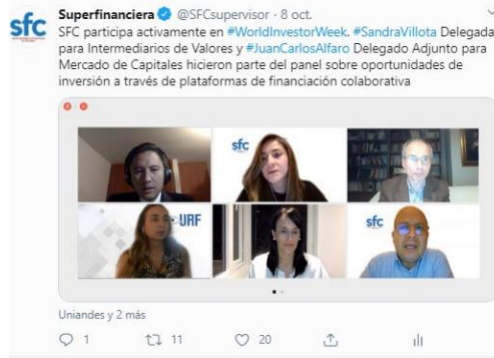 sfc
Superfinanciera @SFCsupervisor · 8 oct.
SFC participa activamente en #WorldInvestorWeek. #SandraVillota Delegada
para Intermediarios de Valores y #JuanCarlosAlfaro Delegado Adjunto para
Mercado de Capitales hicieron parte del panel sobre oportunidades de
inversión a través de plataformas de financiación colaborativa
sfc
URF
sfc
Uniandes y 2 más
1 11 20